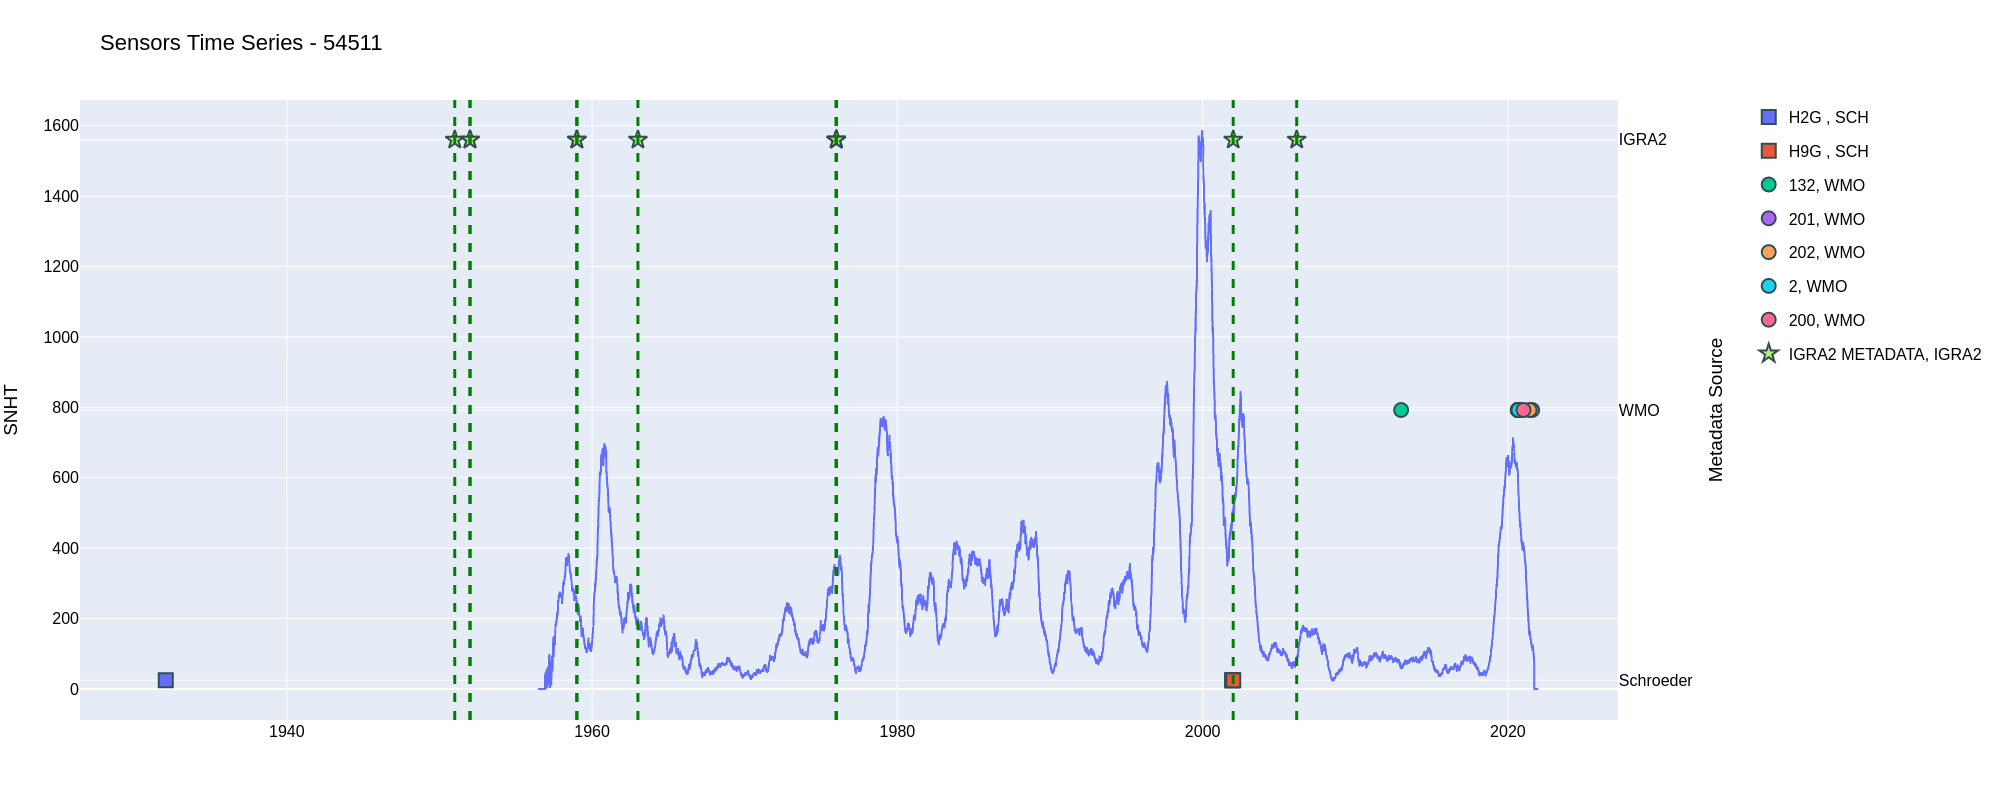 Sensors Time Series - 54511
1600
1400
1200
1000
800
600
400
200
0
SNHT
1940
1960
1980
2000
2020
IGRA2
WMO
Schroeder
Metadata Source
H2G , SCH
H9G , SCH
132, WMO
201, WMO
202, WMO
2, WMO
200, WMO
IGRA2 METADATA, IGRA2